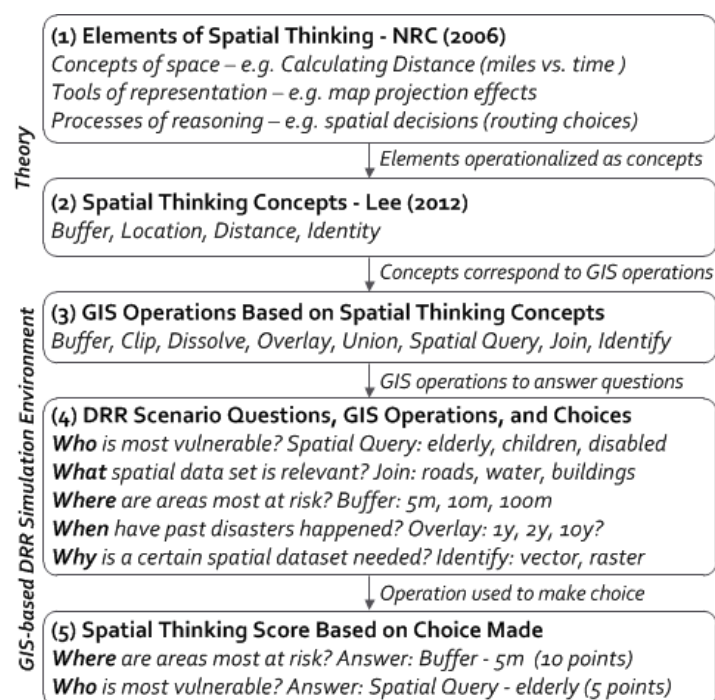 (1) Elements of Spatial Thinking - NRC (2006)
Concepts of space – e.g. Calculating Distance (miles vs. time )
Tools of representation – e.g. map projection effects
Processes of reasoning – e.g. spatial decisions (routing choices)
Elements operationalized as concepts
(2) Spatial Thinking Concepts - Lee (2012)
Buffer, Location, Distance, Identity
Theory
Concepts correspond to GIS operations
(3) GIS Operations Based on Spatial Thinking Concepts
Buffer, Clip, Dissolve, Overlay, Union, Spatial Query, Join, Identify
GIS operations to answer questions
(4) DRR Scenario Questions, GIS Operations, and Choices
Who is most vulnerable? Spatial Query: elderly, children, disabled
What spatial data set is relevant? Join: roads, water, buildings
Where are areas most at risk? Buffer: 5m, 10m, 100m
When have past disasters happened? Overlay: 1y, 2y, 10y?
Why is a certain spatial dataset needed? Identify: vector, raster
Operation used to make choice
(5) Spatial Thinking Score Based on Choice Made
Where are areas most at risk? Answer: Buffer - 5m (10 points)
Who is most vulnerable? Answer: Spatial Query - elderly (5 points)
GIS-based DRR Simulation Environment